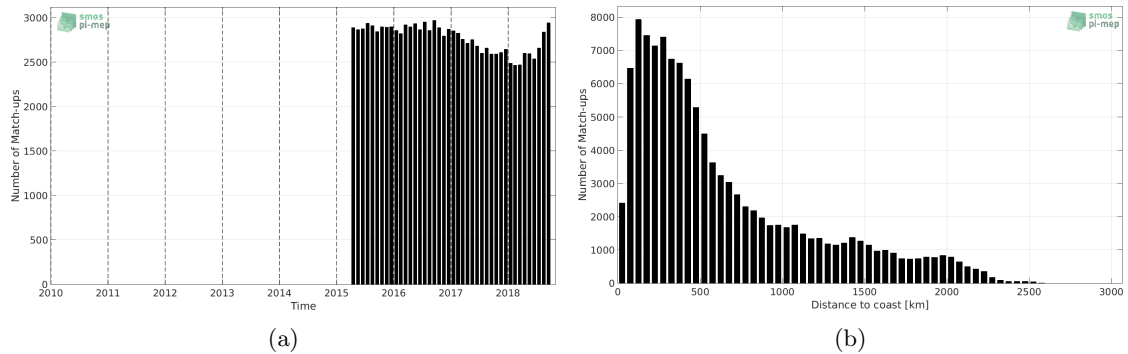 smos
pi-mep
3000
2500
2000
1500
1000
500
0
Number of Match-ups
2010 2011 2012 2013 2014 2015 2016 2017 2018
Time
(a)
smos
pi-mep
8000
7000
6000
5000
4000
3000
2000
1000
0
Number of Match-ups
0 500 1000 1500 2000 2500 3000
Distance to coast [km]
(b)